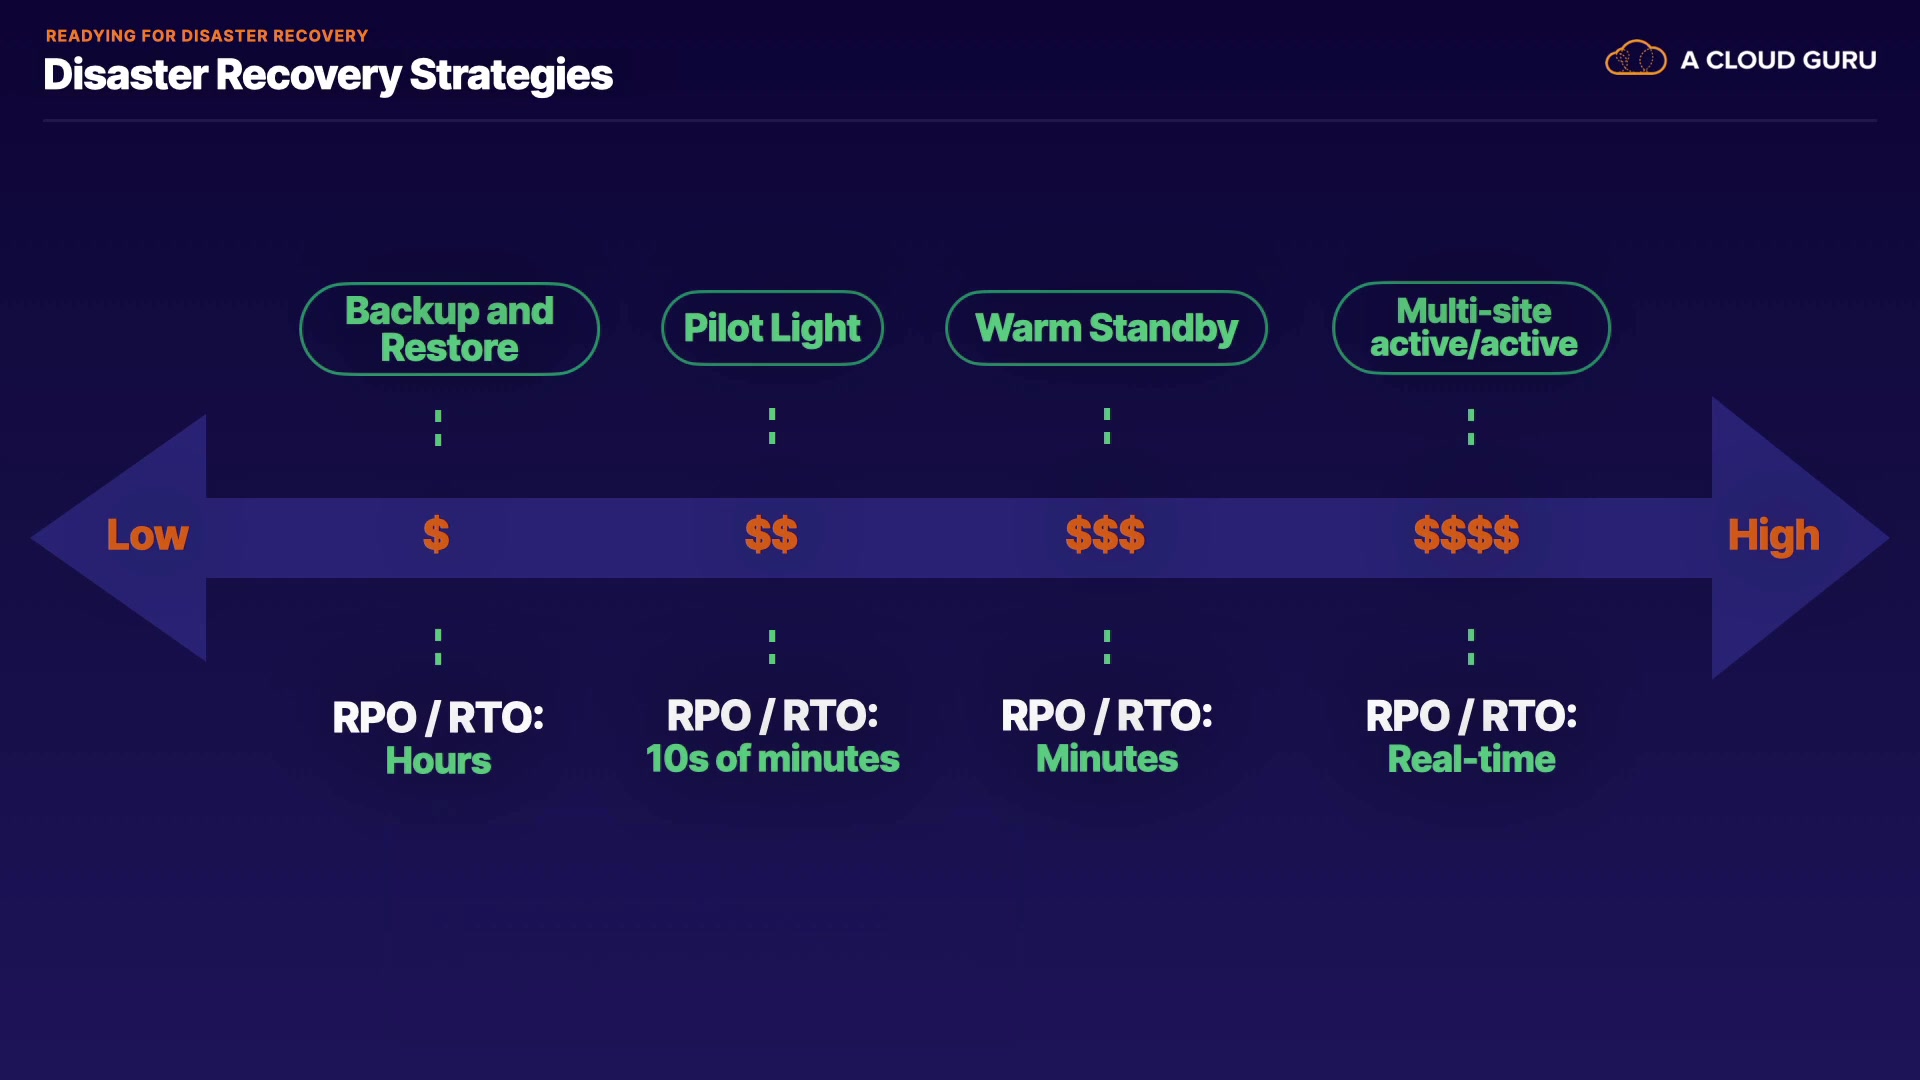 READYING FOR DISASTER RECOVERY
Disaster Recovery Strategies
A CLOUD GURU
Backup and
Restore
Pilot Light
Warm Standby
Multi-site
active/active
Low
$
$$
$$$
$$$$
High
RPO / RTO:
Hours
RPO / RTO:
10s of minutes
RPO / RTO:
Minutes
RPO / RTO:
Real-time